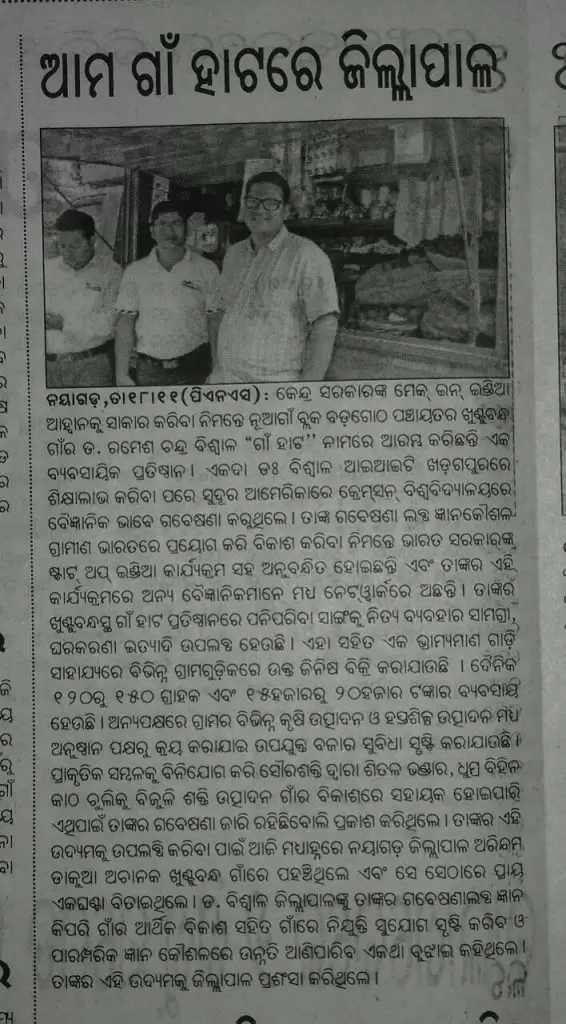 ଆମ ଗାଁ ହାଟରେ ଜିଲ୍ଲାପାଳ
ନୟାଗଡ଼,ତା୧୮।୧୧(ପିଏନଏସ): କେନ୍ଦ୍ର ସରକାରଙ୍କ ମେକ୍ ଇନ୍ ଇଣ୍ଡିଆ
ଆହ୍ବାନକୁ ସାକାର କରିବା ନିମନ୍ତେ ନୂଆଗାଁ ବ୍ଲକ ବଡ଼ଗୋଠ ପଞ୍ଚାୟତର ଖୁଣ୍ଟୁବନ୍ଧ
ଗାଁର ଡ. ରମେଶ ଚନ୍ଦ୍ର ବିଶ୍ଵାଳ “ଗାଁ ହାଟ’’ ନାମରେ ଆରମ୍ଭ କରିଛନ୍ତି ଏକ
ବ୍ୟବସାୟିକ ପ୍ରତିଷ୍ଠାନ। ଏକଦା ଡଃ ବିଶ୍ଵାଳ ଆଇଆଇଟି ଖଡ଼ଗପୁରରେ
ଶିକ୍ଷାଲାଭ କରିବା ପରେ ସୁଦୂର ଆମେରିକାରେ କ୍ରେମ୍‌ସନ୍ ବିଶ୍ବବିଦ୍ୟାଳୟରେ
ବୈଜ୍ଞାନିକ ଭାବେ ଗବେଷଣା କରୁଥିଲେ। ତାଙ୍କ ଗବେଷଣା ଲବ୍ଧ ଜ୍ଞାନକୌଶଳ
ଗ୍ରାମୀଣ ଭାରତରେ ପ୍ରୟୋଗ କରି ବିକାଶ କରିବା ନିମନ୍ତେ ଭାରତ ସରକାରଙ୍କ
ଷ୍ଟାଟ୍ ଅପ୍ ଇଣ୍ଡିଆ କାର୍ଯ୍ୟକ୍ରମ ସହ ଅନୁବନ୍ଧିତ ହୋଇଛନ୍ତି ଏବଂ ତାଙ୍କର ଏହି
କାର୍ଯ୍ୟକ୍ରମରେ ଅନ୍ୟ ବୈଜ୍ଞାନିକମାନେ ମଧ୍ୟ ନେଟ୍‌ୱାର୍କରେ ଅଛନ୍ତି। ତାଙ୍କର
ଖୁଣ୍ଟୁବନ୍ଧସ୍ଥ ଗାଁ ହାଟ ପ୍ରତିଷ୍ଠାନରେ ପନିପରିବା ସାଙ୍ଗକୁ ନିତ୍ୟ ବ୍ୟବହାର ସାମଗ୍ରୀ,
ଘରକରଣା ଇତ୍ୟାଦି ଉପଲବ୍ଧ ହେଉଛି। ଏହା ସହିତ ଏକ ଭ୍ରାମ୍ୟମାଣ ଗାଡ଼ି
ସାହାଯ୍ୟରେ ବିଭିନ୍ନ ଗ୍ରାମଗୁଡ଼ିକରେ ଉକ୍ତ ଜିନିଷ ବିକ୍ରି କରାଯାଉଛି । ଦୈନିକ
୧୨୦ରୁ ୧୫୦ ଗ୍ରାହକ ଏବଂ ୧୫ହଜାରରୁ ୨୦ହଜାର ଟଙ୍କାର ବ୍ୟବସାୟ
ହେଉଛି। ଅନ୍ୟପକ୍ଷରେ ଗ୍ରାମର ବିଭିନ୍ନ କୃଷି ଉତ୍ପାଦନ ଓ ହସ୍ତଶିଳ୍ପ ଉତ୍ପାଦନ ମଧ୍ୟ
ଅନୁଷ୍ଠାନ ପକ୍ଷରୁ କ୍ରୟ କରାଯାଇ ଉପଯୁକ୍ତ ବଜାର ସୁବିଧା ସୃଷ୍ଟି କରାଯାଉଛି।
ପ୍ରାକୃତିକ ସମ୍ବଳକୁ ବିନିଯୋଗ କରି ସୌରଶକ୍ତି ଦ୍ୱାରା ଶିତଳ ଭଣ୍ଡାର, ଧୂମ୍ର ବିହିନ
କାଠ ଚୁଲିକୁ ବିଜୁଳି ଶକ୍ତି ଉତ୍ପାଦନ ଗାଁର ବିକାଶରେ ସହାୟକ ହୋଇପାରି
ଏଥିପାଇଁ ତାଙ୍କର ଗବେଷଣା ଜାରି ରହିଛିବୋଲି ପ୍ରକାଶ କରିଥିଲେ। ତାଙ୍କର ଏହି
ଉଦ୍ୟମକୁ ଉପଲବ୍ଧି କରିବା ପାଇଁ ଆଜି ମଧ୍ୟାହ୍ନରେ ନୟାଗଡ଼ ଜିଲ୍ଲାପାଳ ଅରିନ୍ଦମ
ଡାକୁଆ ଅଚାନକ ଖୁଣ୍ଟୁବନ୍ଧ ଗାଁରେ ପହଞ୍ଚିଥିଲେ ଏବଂ ସେ ସେଠାରେ ପ୍ରାୟ
ଏକଘଣ୍ଟା ବିତାଇଥିଲେ। ଡ. ବିଶ୍ଵାଳ ଜିଲ୍ଲାପାଳଙ୍କୁ ତାଙ୍କର ଗବେଷଣାଲବ୍ଧ ଜ୍ଞାନ
କିପରି ଗାଁର ଆର୍ଥିକ ବିକାଶ ସହିତ ଗାଁରେ ନିଯୁକ୍ତି ସୁଯୋଗ ସୃଷ୍ଟି କରିବ ଓ
ପାରମ୍ପରିକ ଜ୍ଞାନ କୌଶଳରେ ଉନ୍ନତି ଆଣିପାରିବ ଏକଥା ବୁଝାଇ କହିଥିଲେ।
ତାଙ୍କର ଏହି ଉଦ୍ୟମକୁ ଜିଲ୍ଲାପାଳ ପ୍ରଶଂସା କରିଥିଲେ।